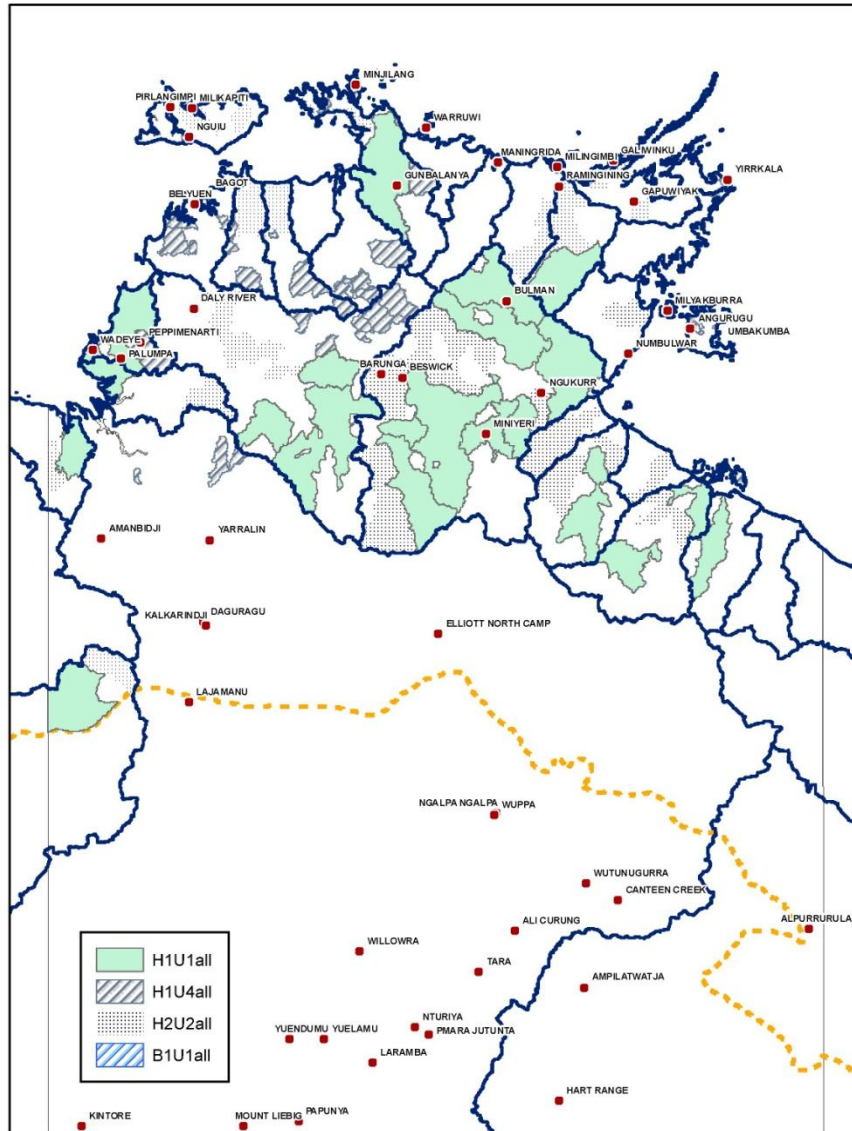 MINJILANG
PIRLANGIMPI
MILIKAPITI
NGUIU
WARRUWI
MANINGRIDA
MILINGIMBI
GALIWINKU
RAMINGINING
YIRRKALA
GAPUWIYAK
GUNBALANYA
BAGOT
BELYUEN
DALY RIVER
BULMAN
MILYAKBURRA
ANGURUGU
UMBAKUMBA
NUMBULWAR
WADEYE
PEPPIMENARTI
PALUMPA
BARUNGA
BESWICK
NGUKURR
MINIYERI
AMANBIDJI
YARRALIN
KALKARINDJI
DAGURAGU
ELLIOTT NORTH CAMP
LAJAMANU
NGALPA NGALPA
WUPPA
WUTUNUGURRA
CANTEEN CREEK
ALI CURUNG
ALPURRURULA
WILLOWRA
TARA
AMPILATWATJA
NTURIYA
PMARA JUTUNTA
YUENDUMU
YUELAMU
LARAMBA
HART RANGE
KINTORE
MOUNT LIEBIG
PAPUNYA
H1U1all
H1U4all
H2U2all
B1U1all